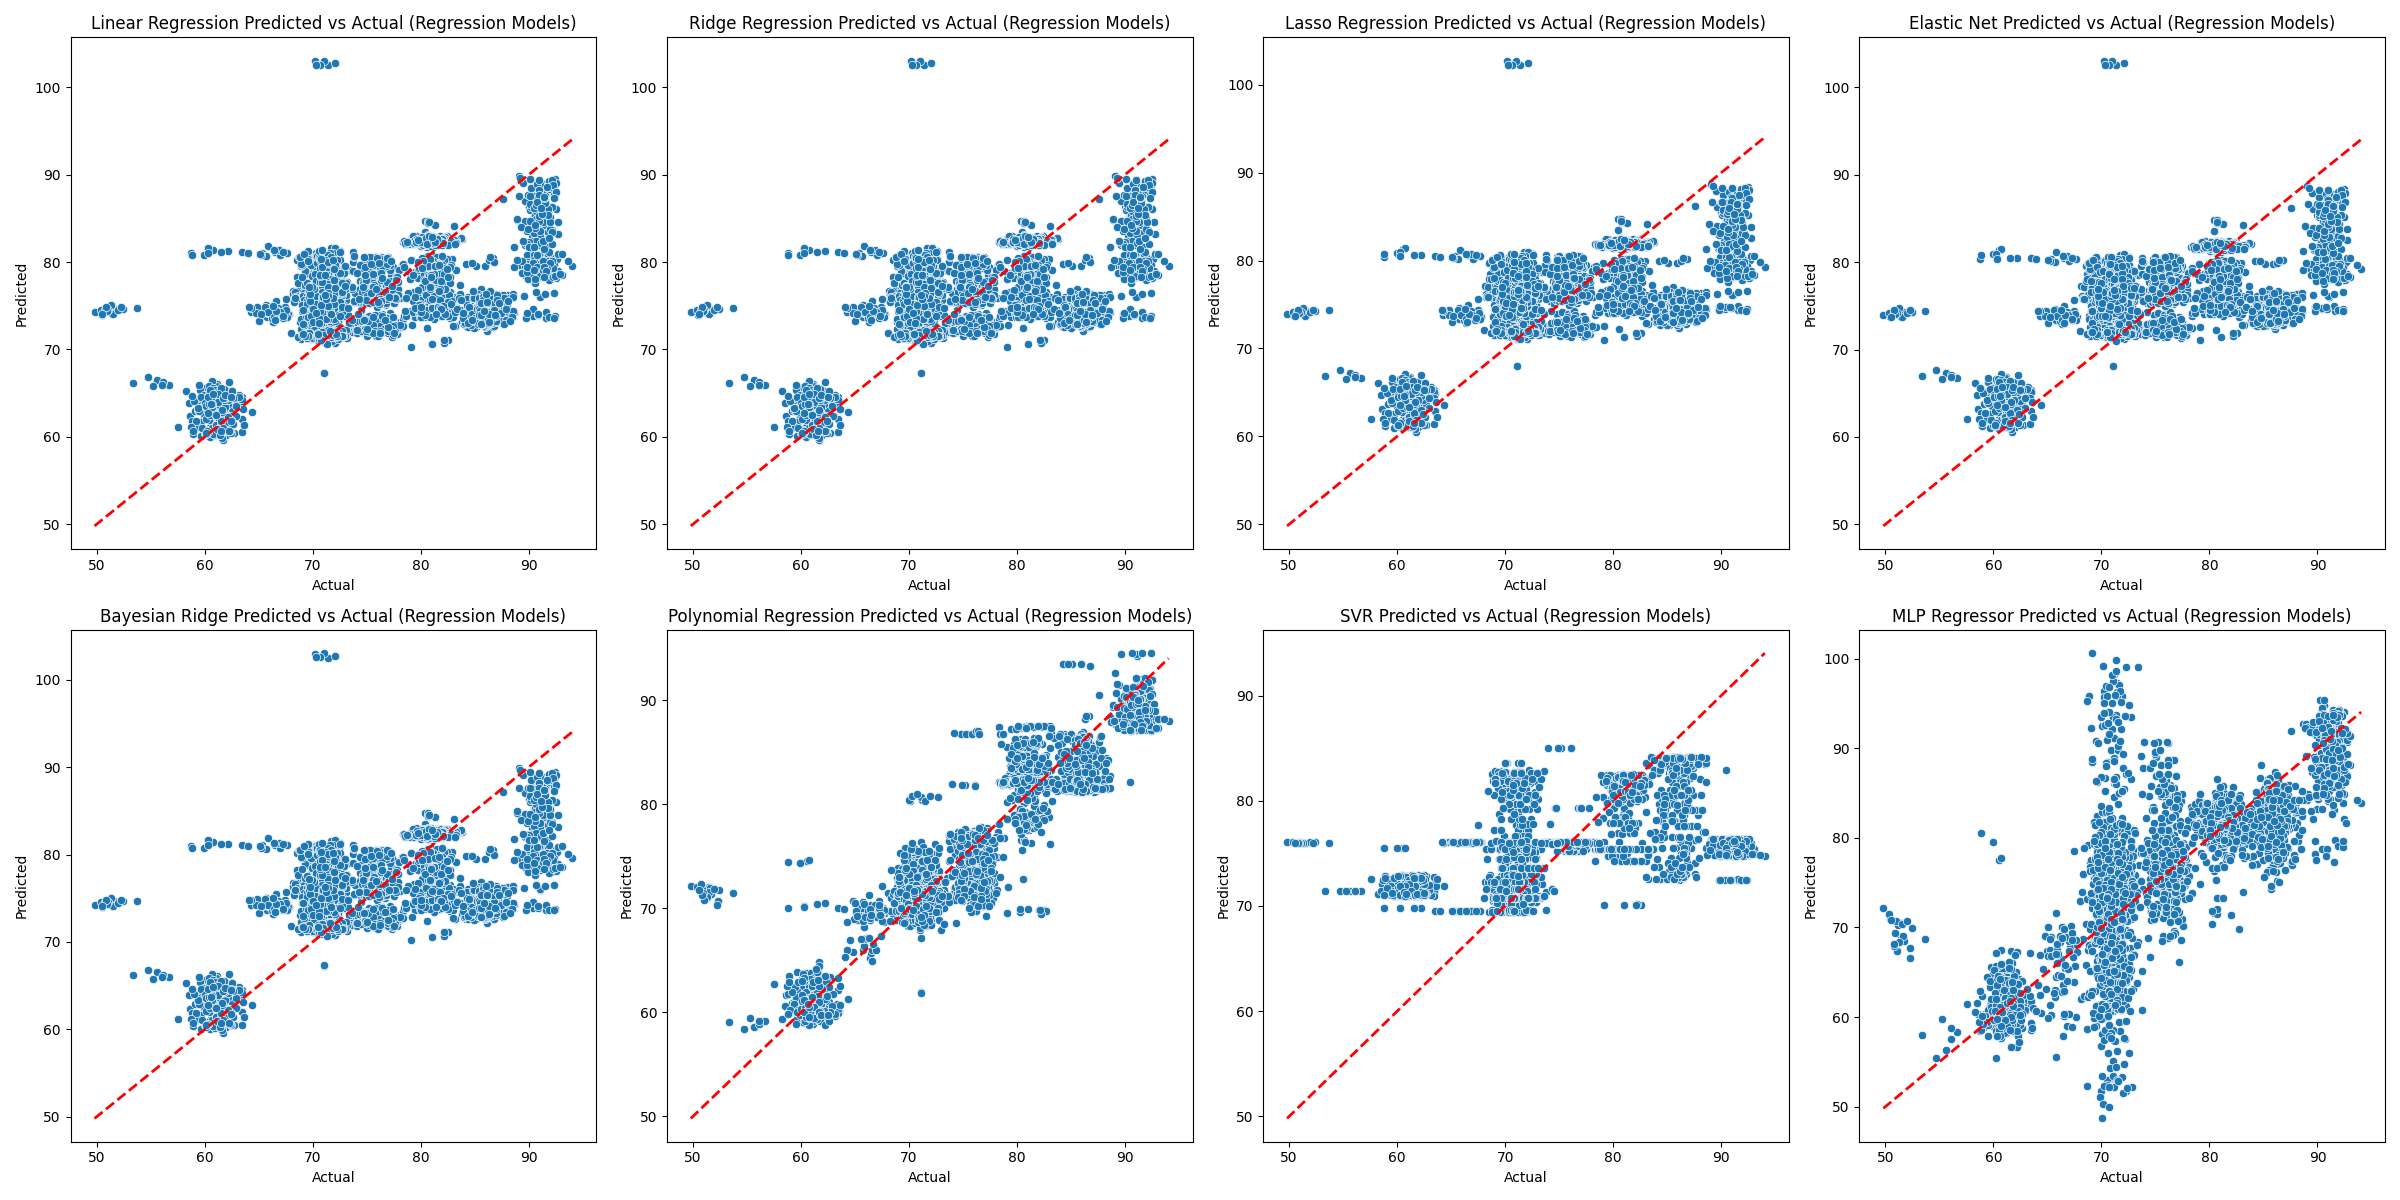 Linear Regression Predicted vs Actual (Regression Models)
Ridge Regression Predicted vs Actual (Regression Models)
Lasso Regression Predicted vs Actual (Regression Models)
Elastic Net Predicted vs Actual (Regression Models)
Predicted
100
90
80
70
60
50
50 60 70 80 90
Actual
Predicted
100
90
80
70
60
50
50 60 70 80 90
Actual
Predicted
100
90
80
70
60
50
50 60 70 80 90
Actual
Predicted
100
90
80
70
60
50
50 60 70 80 90
Actual
Bayesian Ridge Predicted vs Actual (Regression Models)
Polynomial Regression Predicted vs Actual (Regression Models)
SVR Predicted vs Actual (Regression Models)
MLP Regressor Predicted vs Actual (Regression Models)
Predicted
100
90
80
70
60
50
50 60 70 80 90
Actual
Predicted
90
80
70
60
50
50 60 70 80 90
Actual
Predicted
90
80
70
60
50
50 60 70 80 90
Actual
Predicted
100
90
80
70
60
50
50 60 70 80 90
Actual